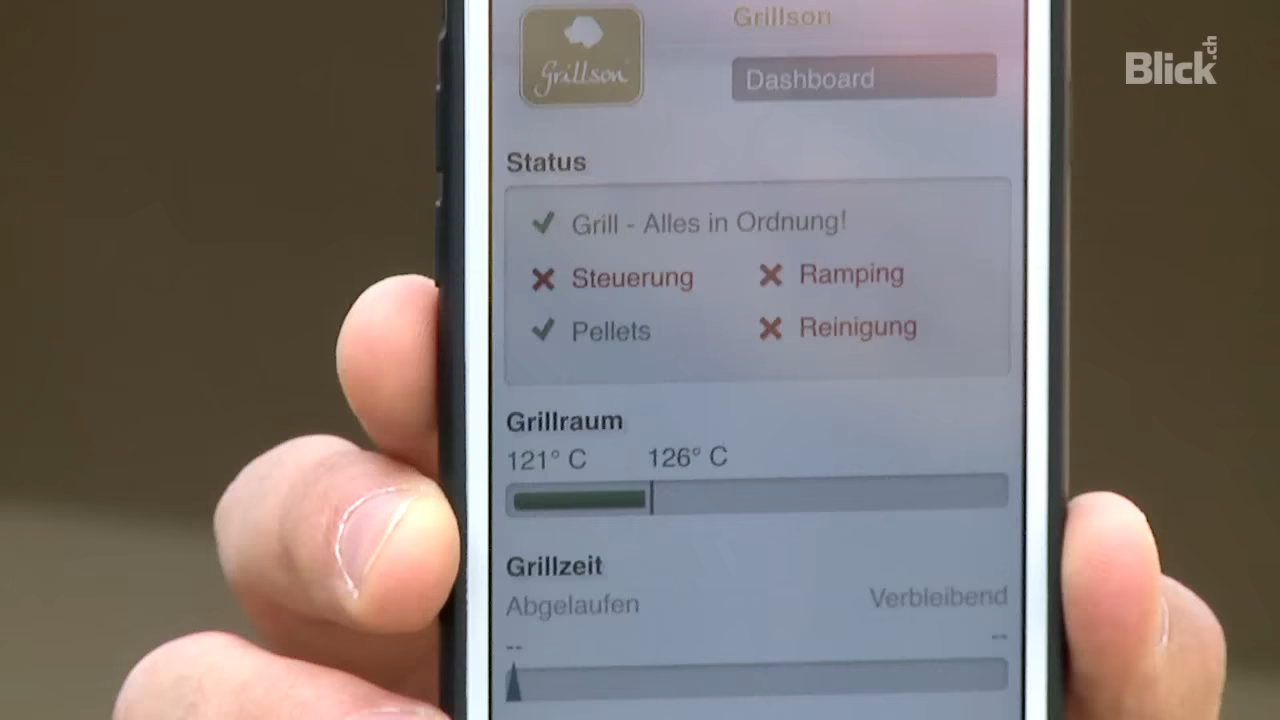 Grillson
Grillson
Dashboard
Blick.ch
Status
Grill - Alles in Ordnung!
Steuerung
Ramping
Pellets
Reinigung
Grillraum
121° C
126° C
Grillzeit
Abgelaufen
Verbleibend
--
--